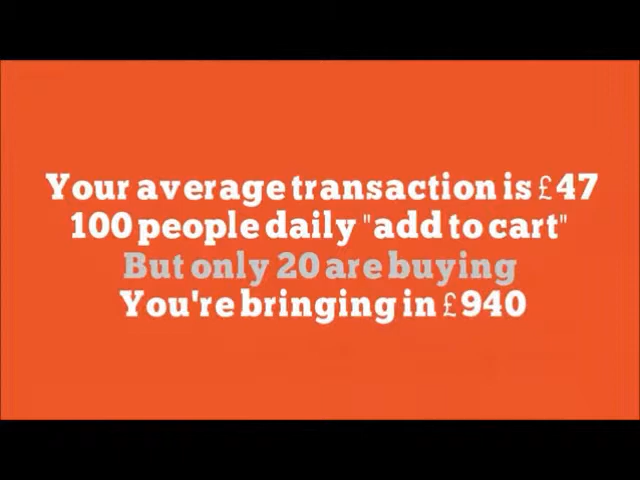 Your average transaction is £47
100 people daily "add to cart"
But only 20 are buying
You're bringing in £940